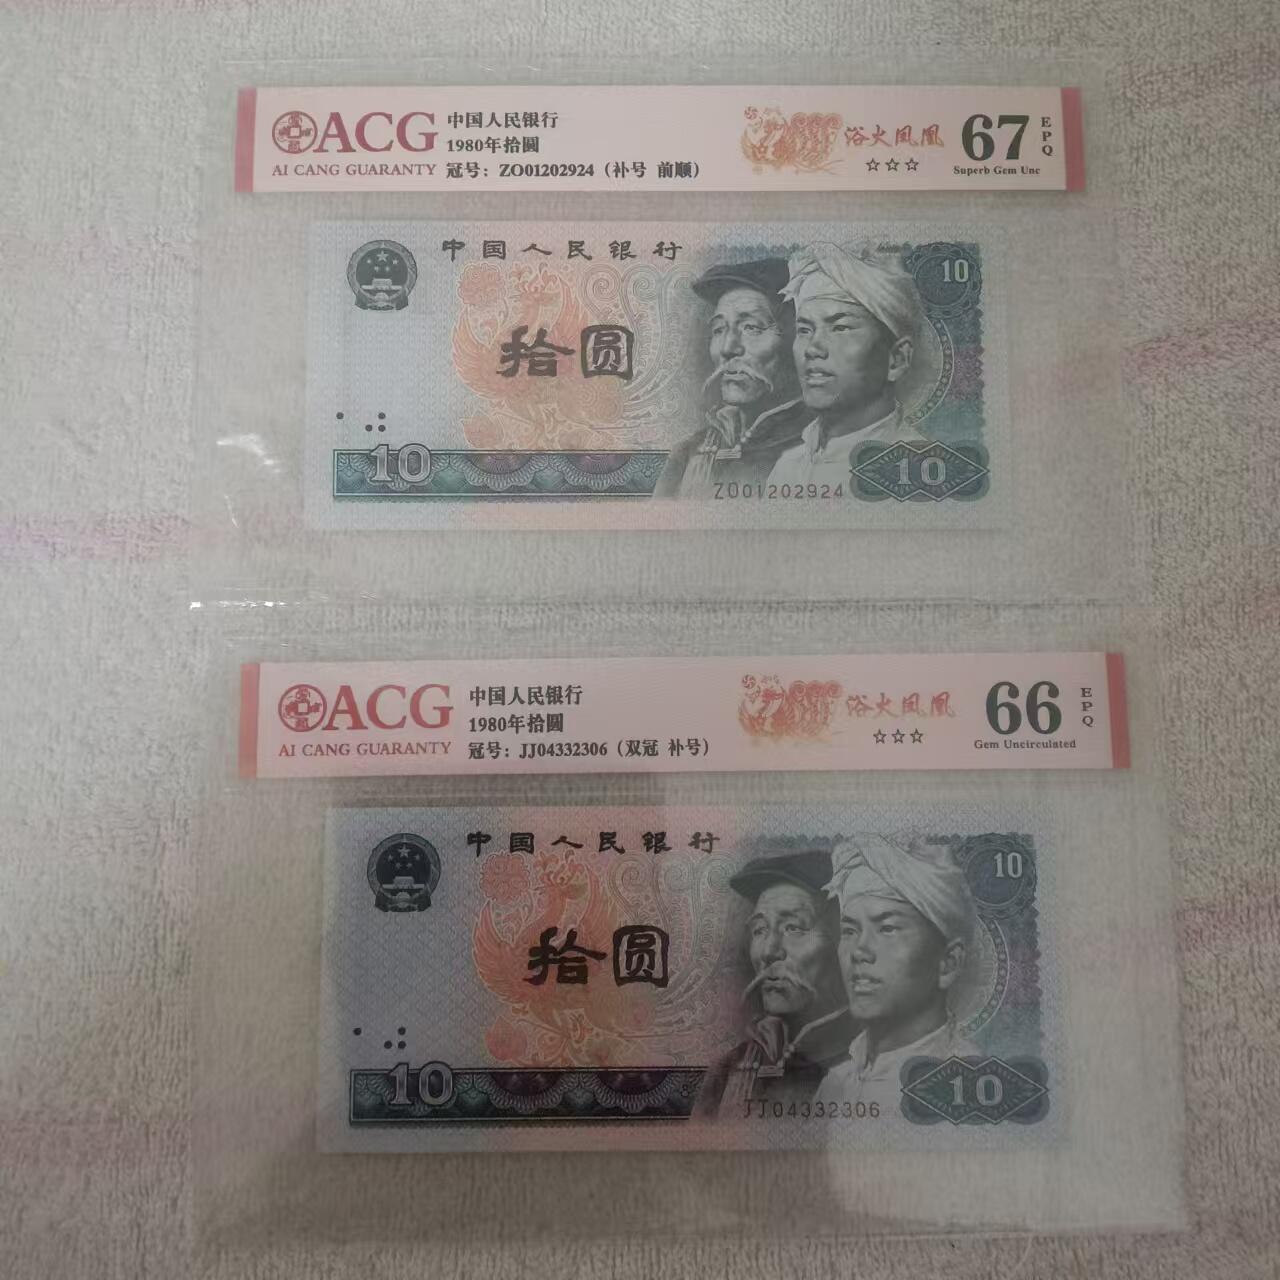 ACG
AI CANG GUARANTY
中国人民银行
1980年拾圆
冠号：ZO01202924（补号 前顺）
浴火凤凰
☆☆☆
67
EPQ
Superb Gem Unc
中国人民银行
10
拾圆
10
10
ZO01202924
ACG
AI CANG GUARANTY
中国人民银行
1980年拾圆
冠号：JJ04332306（双冠 补号）
浴火凤凰
☆☆☆
66
EPQ
Gem Uncirculated
中国人民银行
10
拾圆
10
10
JJ04332306